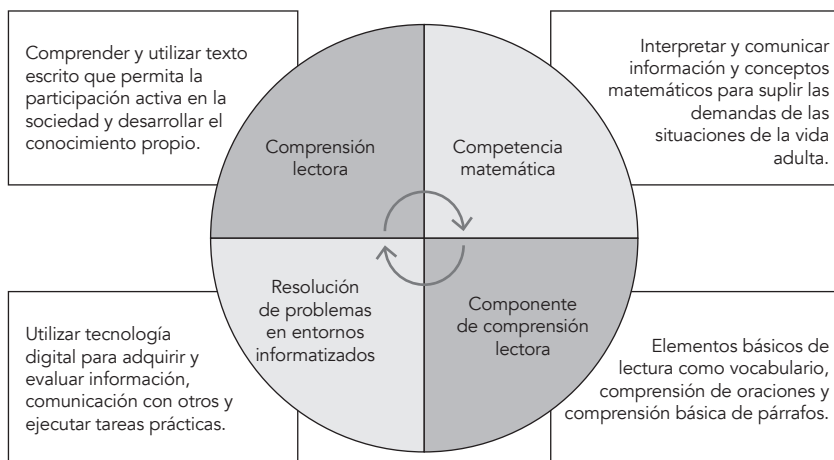 Comprender y utilizar texto
escrito que permita la
participación activa en la
sociedad y desarrollar el
conocimiento propio.
Interpretar y comunicar
información y conceptos
matemáticos para suplir las
demandas de las
situaciones de la vida
adulta.
Comprensión
lectora
Competencia
matemática
Resolución
de problemas
en entornos
informatizados
Componente
de comprensión
lectora
Utilizar tecnología
digital para adquirir y
evaluar información,
comunicación con otros y
ejecutar tareas prácticas.
Elementos básicos de
lectura como vocabulario,
comprensión de oraciones y
comprensión básica de párrafos.